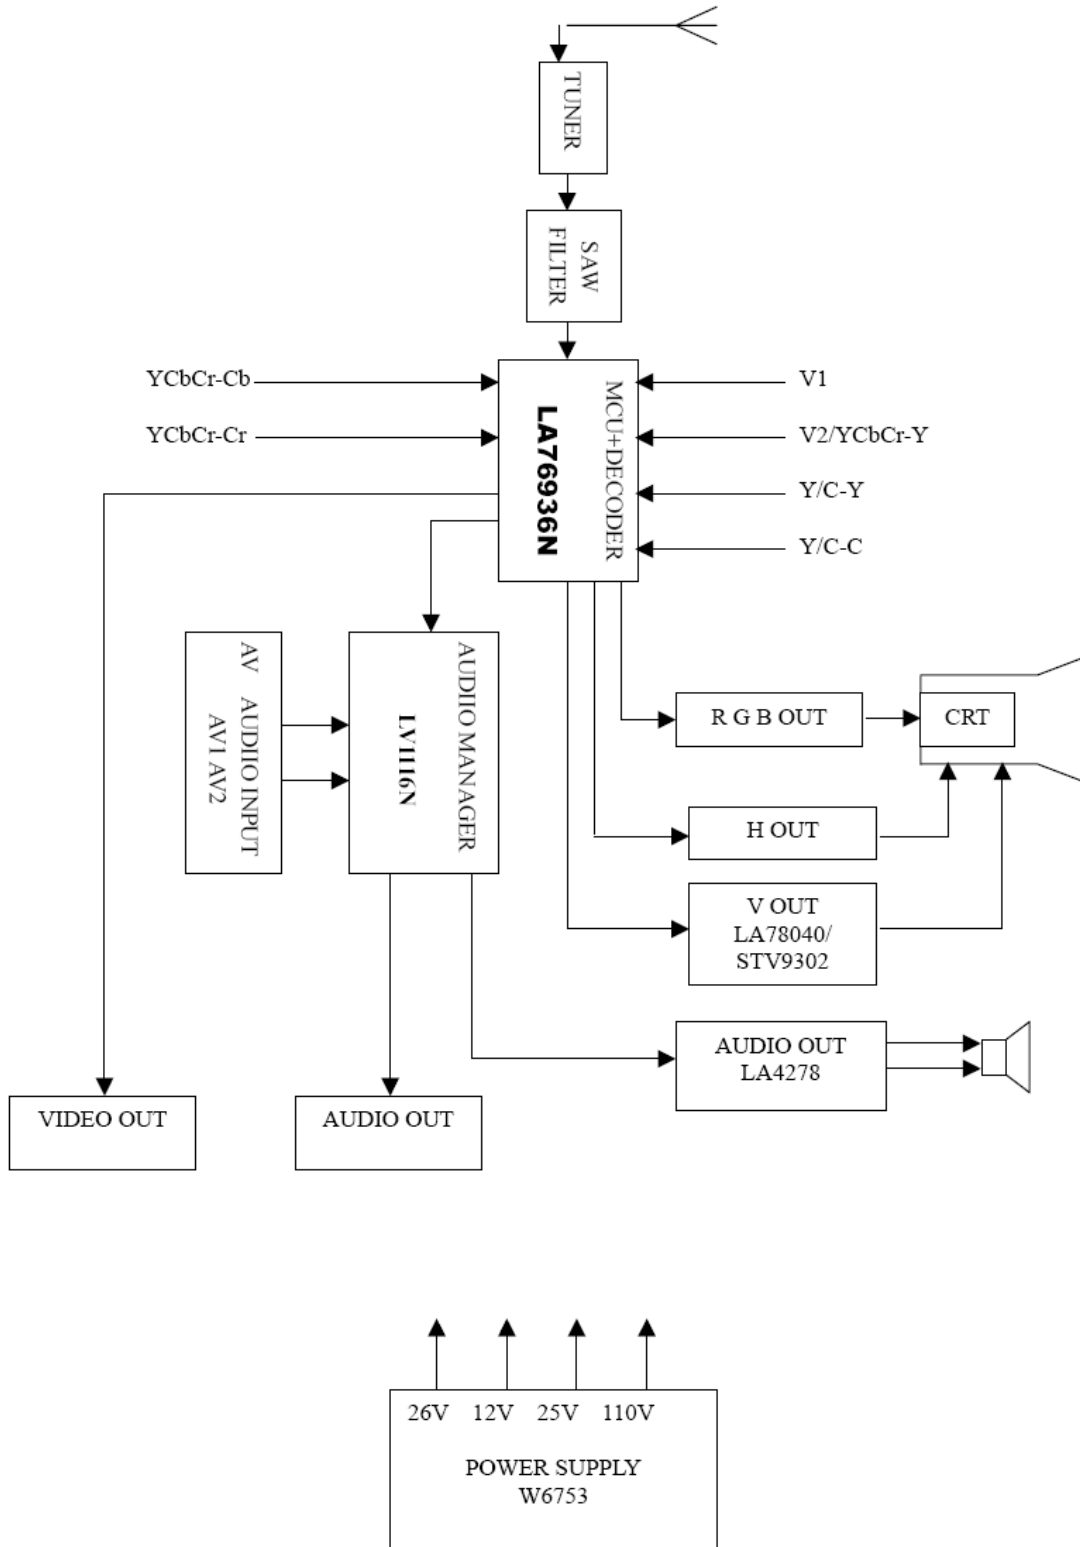 TUNER
SAW
FILTER
YCbCr-Cb
YCbCr-Cr
MCU+DECODER
LA76936N
V1
V2/YCbCr-Y
Y/C-Y
Y/C-C
AV AUDIIO INPUT
AV1 AV2
AUDIIO MANAGER
LV1116N
R G B OUT
CRT
H OUT
V OUT
LA78040/
STV9302
AUDIO OUT
LA4278
VIDEO OUT
AUDIO OUT
26V 12V 25V 110V
POWER SUPPLY
W6753